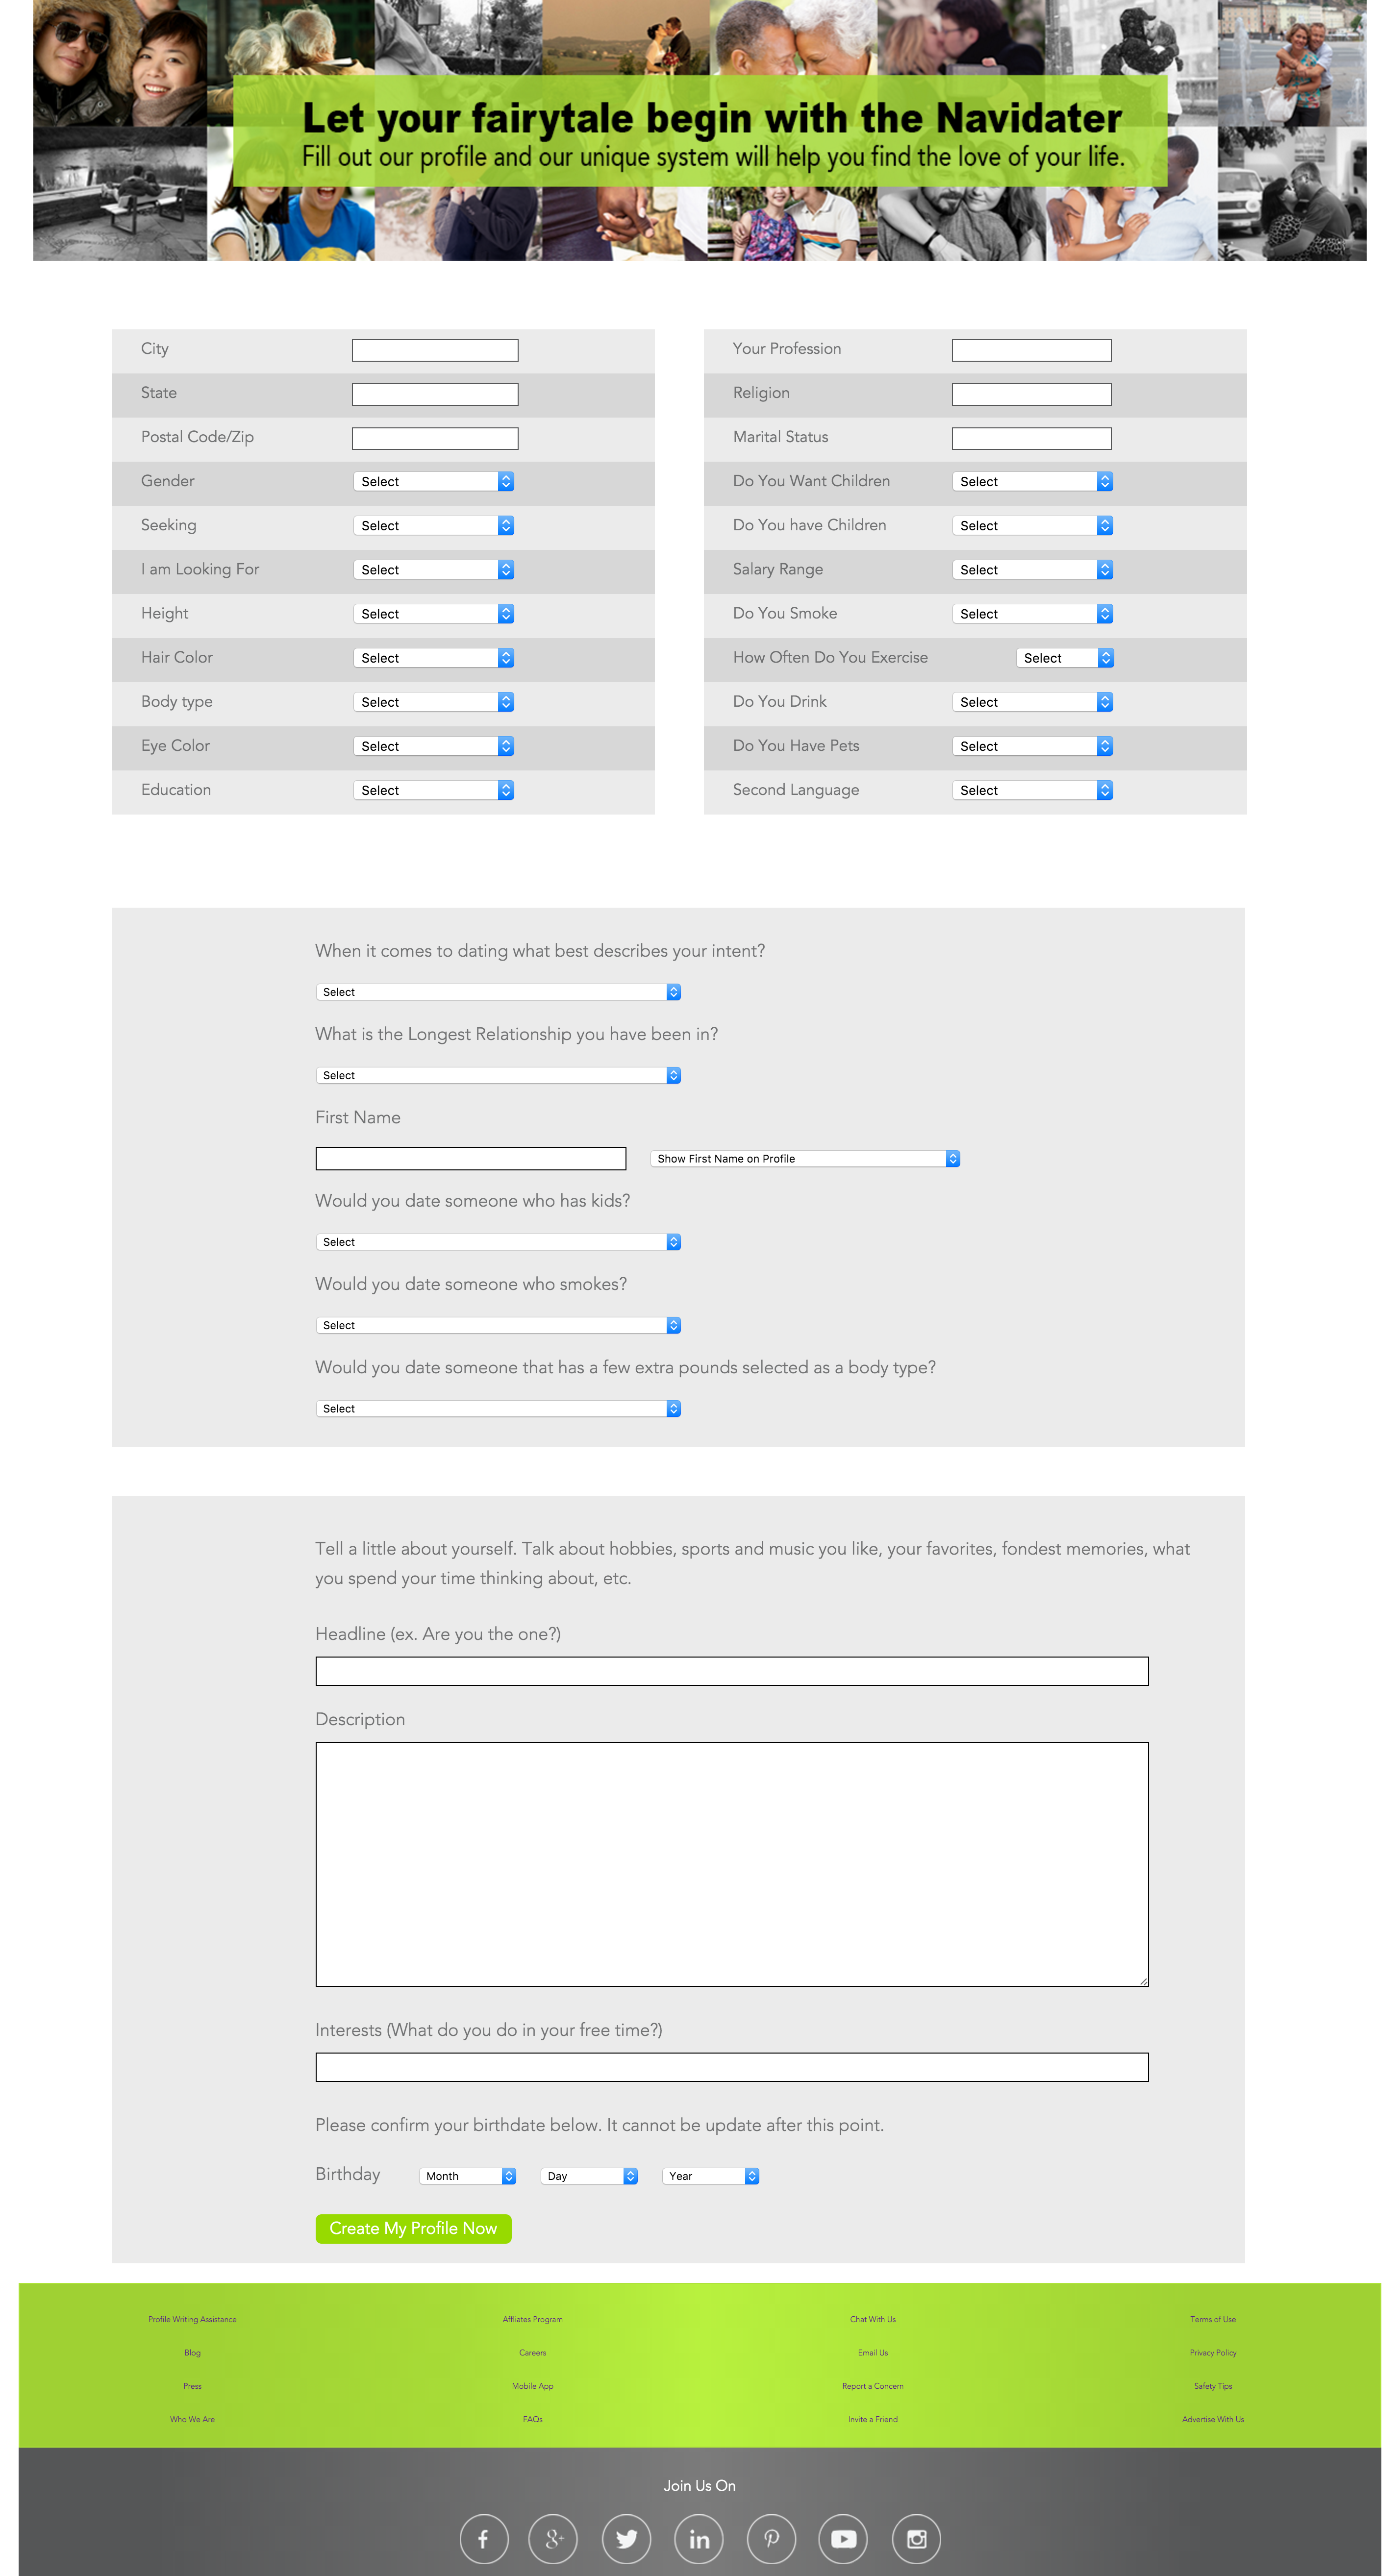 Let your fairytale begin with the Navidater
Fill out our profile and our unique system will help you find the love of your life.
City
State
Postal Code/Zip
Gender Select
Seeking Select
I am Looking For Select
Height Select
Hair Color Select
Body type Select
Eye Color Select
Education Select
Your Profession
Religion
Marital Status
Do You Want Children Select
Do You have Children Select
Salary Range Select
Do You Smoke Select
How Often Do You Exercise Select
Do You Drink Select
Do You Have Pets Select
Second Language Select
When it comes to dating what best describes your intent?
Select
What is the Longest Relationship you have been in?
Select
First Name
Show First Name on Profile
Would you date someone who has kids?
Select
Would you date someone who smokes?
Select
Would you date someone that has a few extra pounds selected as a body type?
Select
Tell a little about yourself. Talk about hobbies, sports and music you like, your favorites, fondest memories, what
you spend your time thinking about, etc.
Headline (ex. Are you the one?)
Description
Interests (What do you do in your free time?)
Please confirm your birthdate below. It cannot be update after this point.
Birthday Month Day Year
Create My Profile Now
Profile Writing Assistance Affliates Program Chat With Us Terms of Use
Blog Careers Email Us Privacy Policy
Press Mobile App Report a Concern Safety Tips
Who We Are FAQs Invite a Friend Advertise With Us
Join Us On